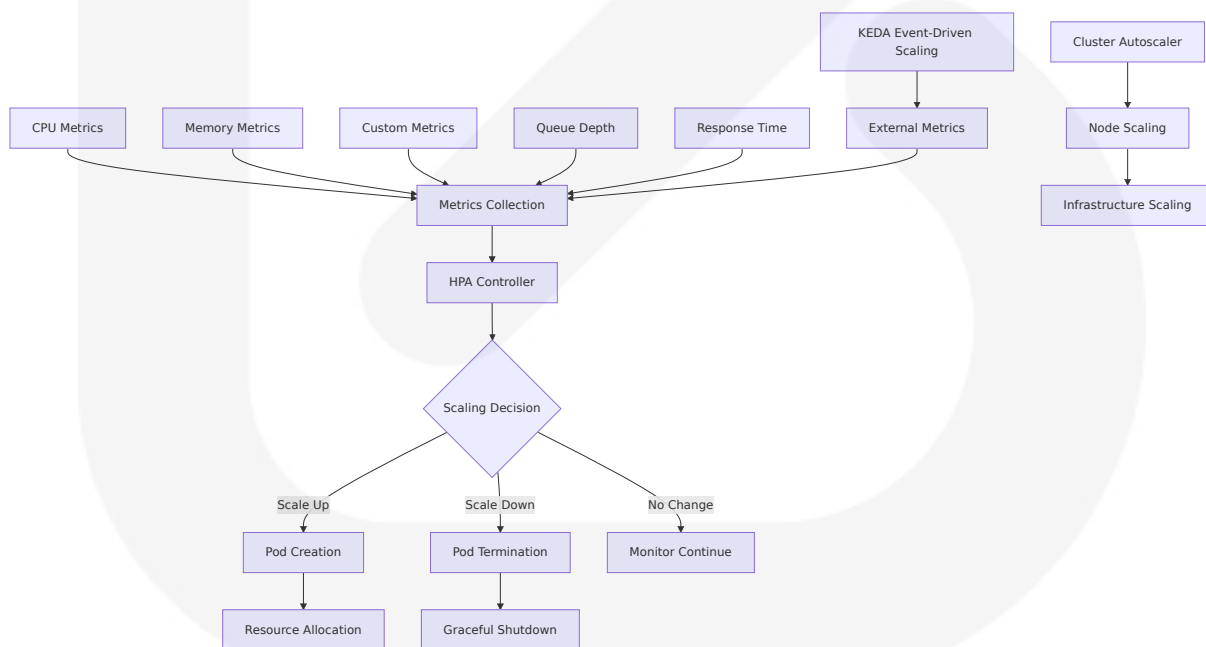 KEDA Event-Driven
Scaling
Cluster Autoscaler
CPU Metrics
Memory Metrics
Custom Metrics
Queue Depth
Response Time
External Metrics
Node Scaling
Metrics Collection
Infrastructure Scaling
HPA Controller
Scaling Decision
Scale Up
Scale Down
No Change
Pod Creation
Pod Termination
Monitor Continue
Resource Allocation
Graceful Shutdown